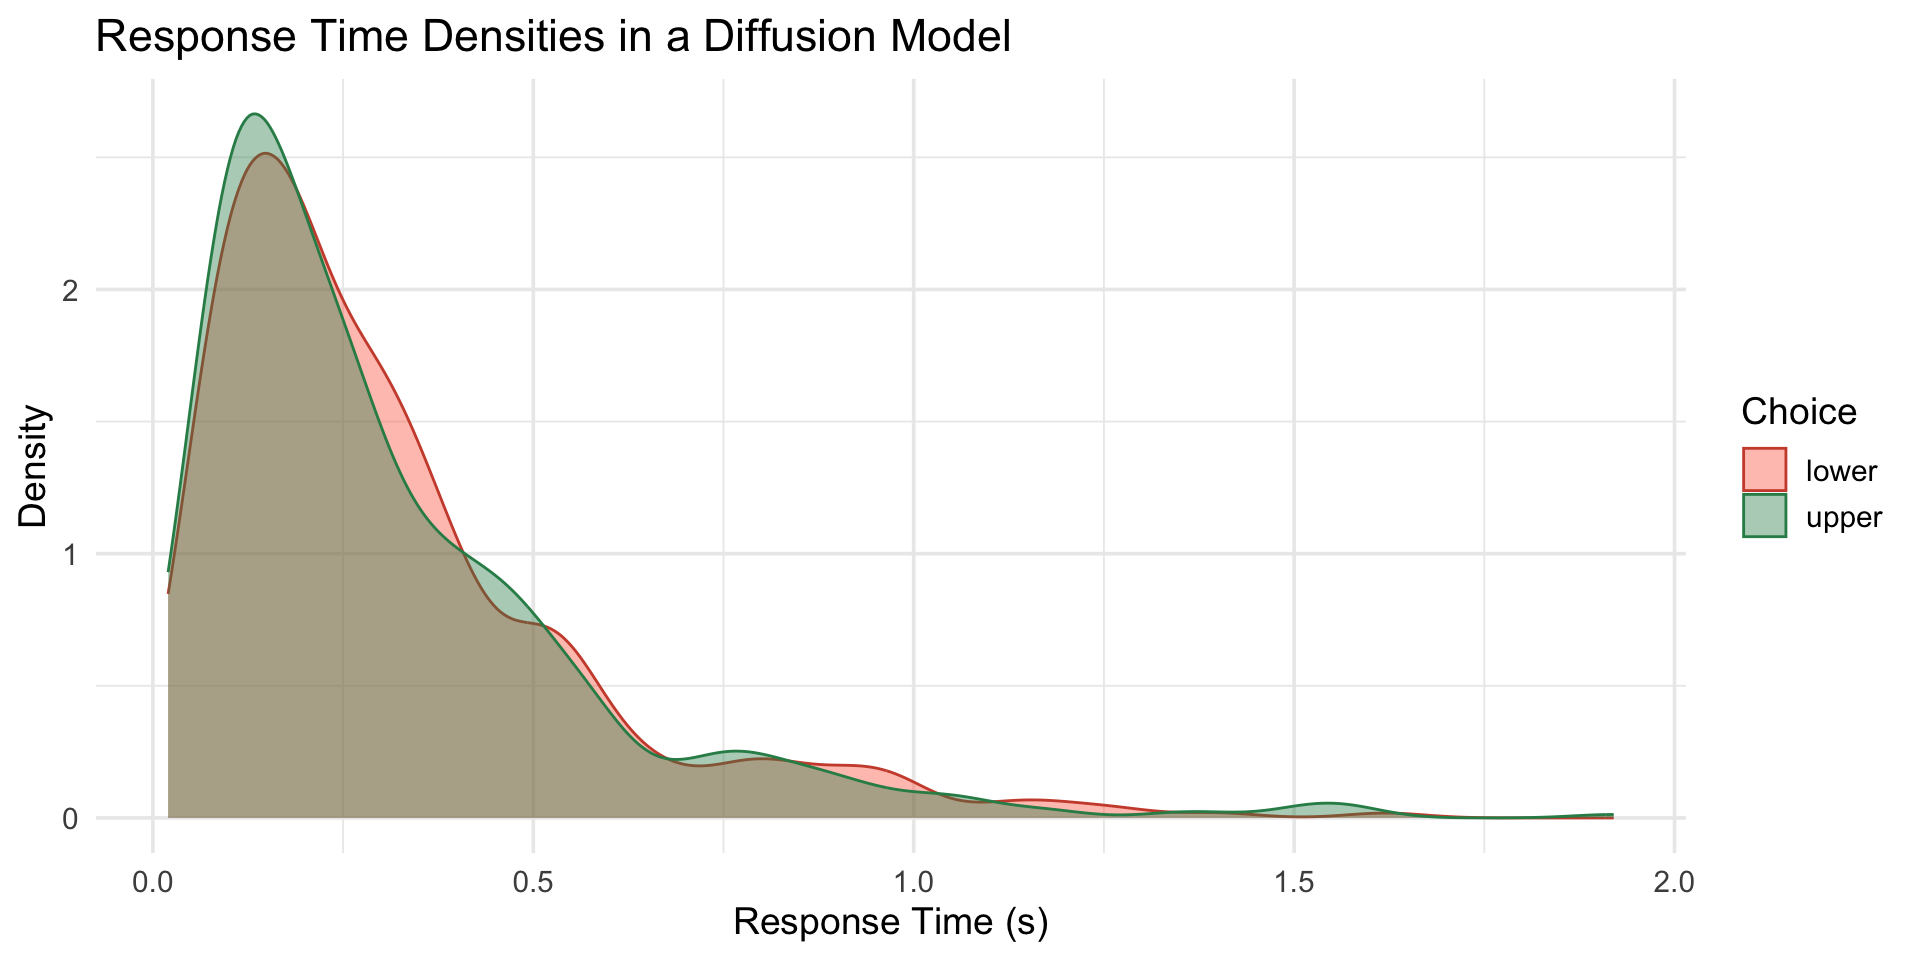 Response Time Densities in a Diffusion Model
Density
2
1
0
0.0 0.5 1.0 1.5 2.0
Response Time (s)
Choice
lower
upper